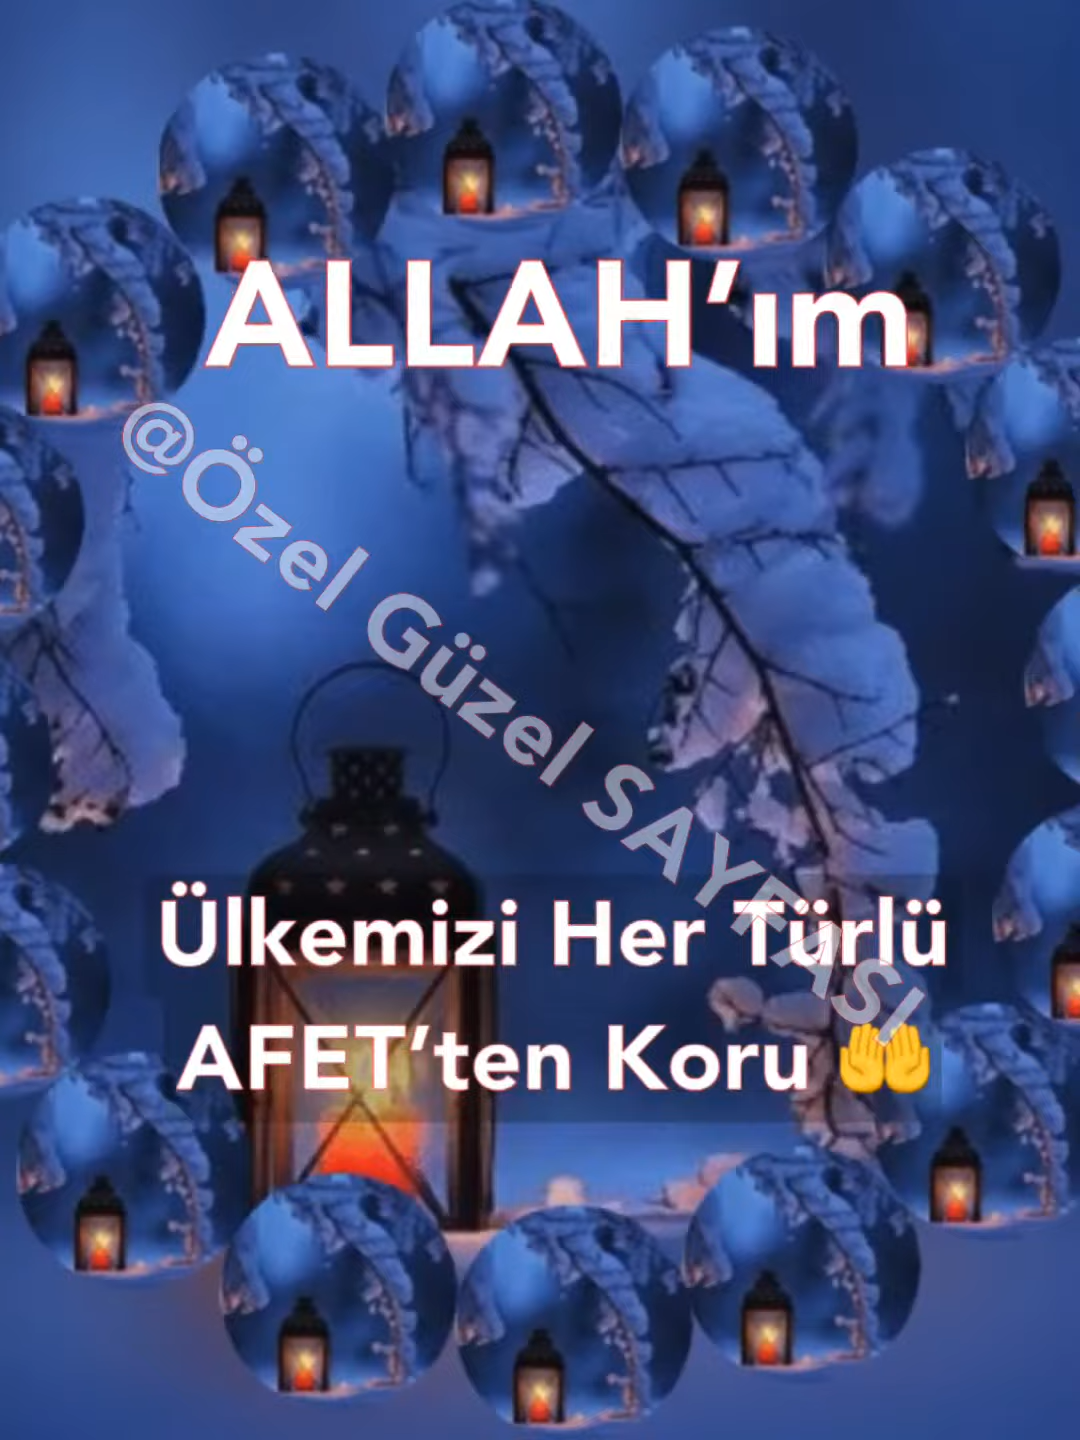 ALLAH’ım
@Özel Güzel SAYFASI
Ülkemizi Her Türlü
AFET’ten Koru 🤲